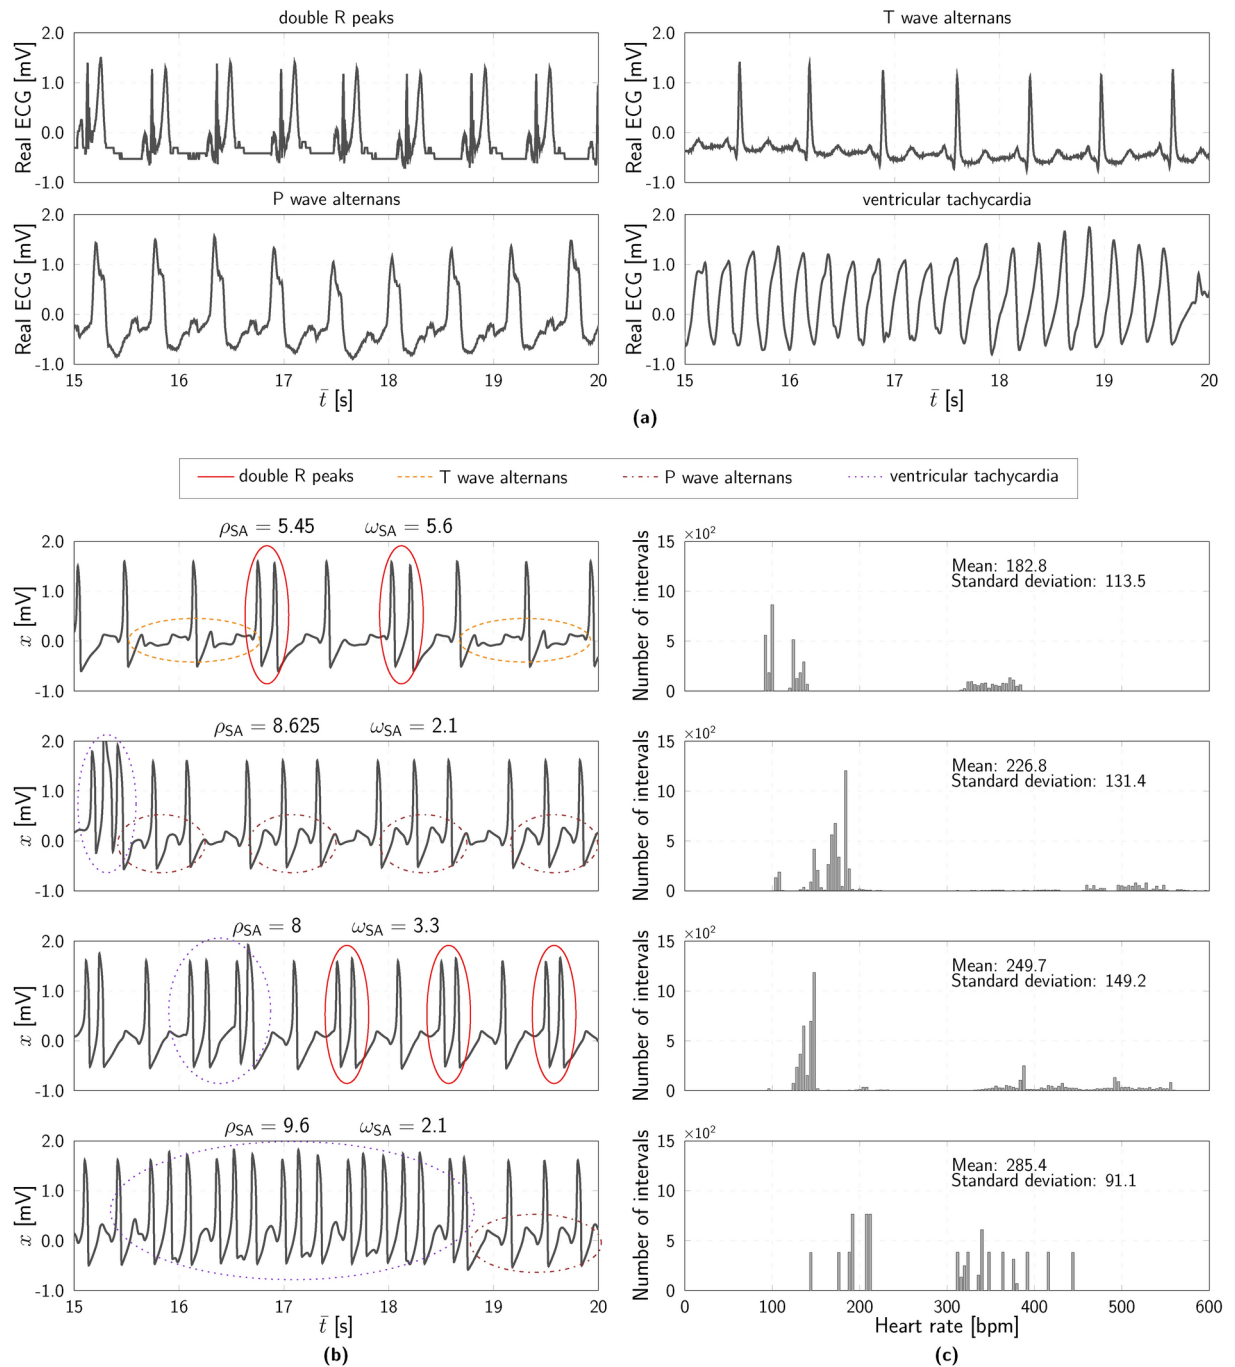 double R peaks
T wave alternans
Real ECG [mV]
2.0
1.0
0.0
-1.0
Real ECG [mV]
2.0
1.0
0.0
-1.0
P wave alternans
ventricular tachycardia
Real ECG [mV]
2.0
1.0
0.0
-1.0
15 16 17 18 19 20
t̄ [s]
Real ECG [mV]
2.0
1.0
0.0
-1.0
15 16 17 18 19 20
t̄ [s]
(a)
double R peaks T wave alternans P wave alternans ventricular tachycardia
ρSA = 5.45 ωSA = 5.6
x [mV]
2.0
1.0
0.0
-1.0
Number of intervals
×10²
15
10
5
0
Mean: 182.8
Standard deviation: 113.5
ρSA = 8.625 ωSA = 2.1
x [mV]
2.0
1.0
0.0
-1.0
Number of intervals
×10²
15
10
5
0
Mean: 226.8
Standard deviation: 131.4
ρSA = 8 ωSA = 3.3
x [mV]
2.0
1.0
0.0
-1.0
Number of intervals
×10²
15
10
5
0
Mean: 249.7
Standard deviation: 149.2
ρSA = 9.6 ωSA = 2.1
x [mV]
2.0
1.0
0.0
-1.0
15 16 17 18 19 20
t̄ [s]
(b)
Number of intervals
×10²
15
10
5
0
Mean: 285.4
Standard deviation: 91.1
0 100 200 300 400 500 600
Heart rate [bpm]
(c)